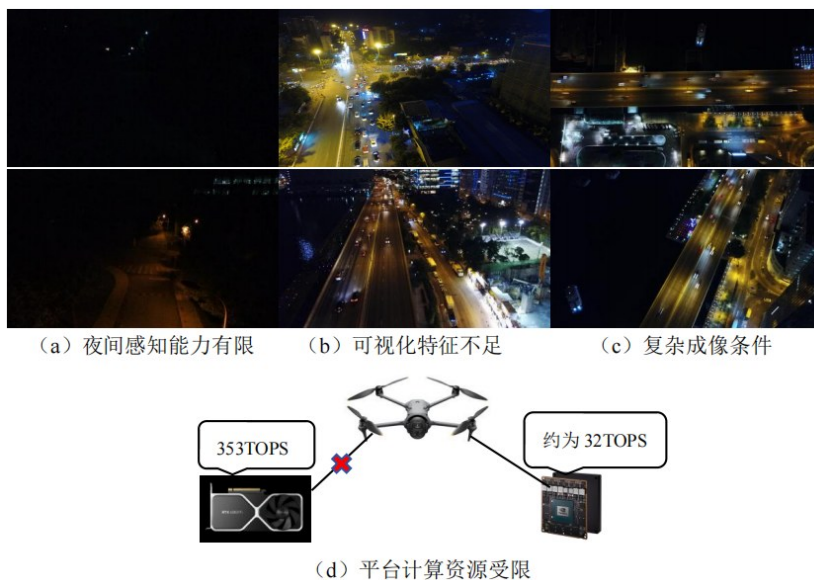 （a）夜间感知能力有限
（b）可视化特征不足
（c）复杂成像条件
353TOPS
约为 32TOPS
（d）平台计算资源受限